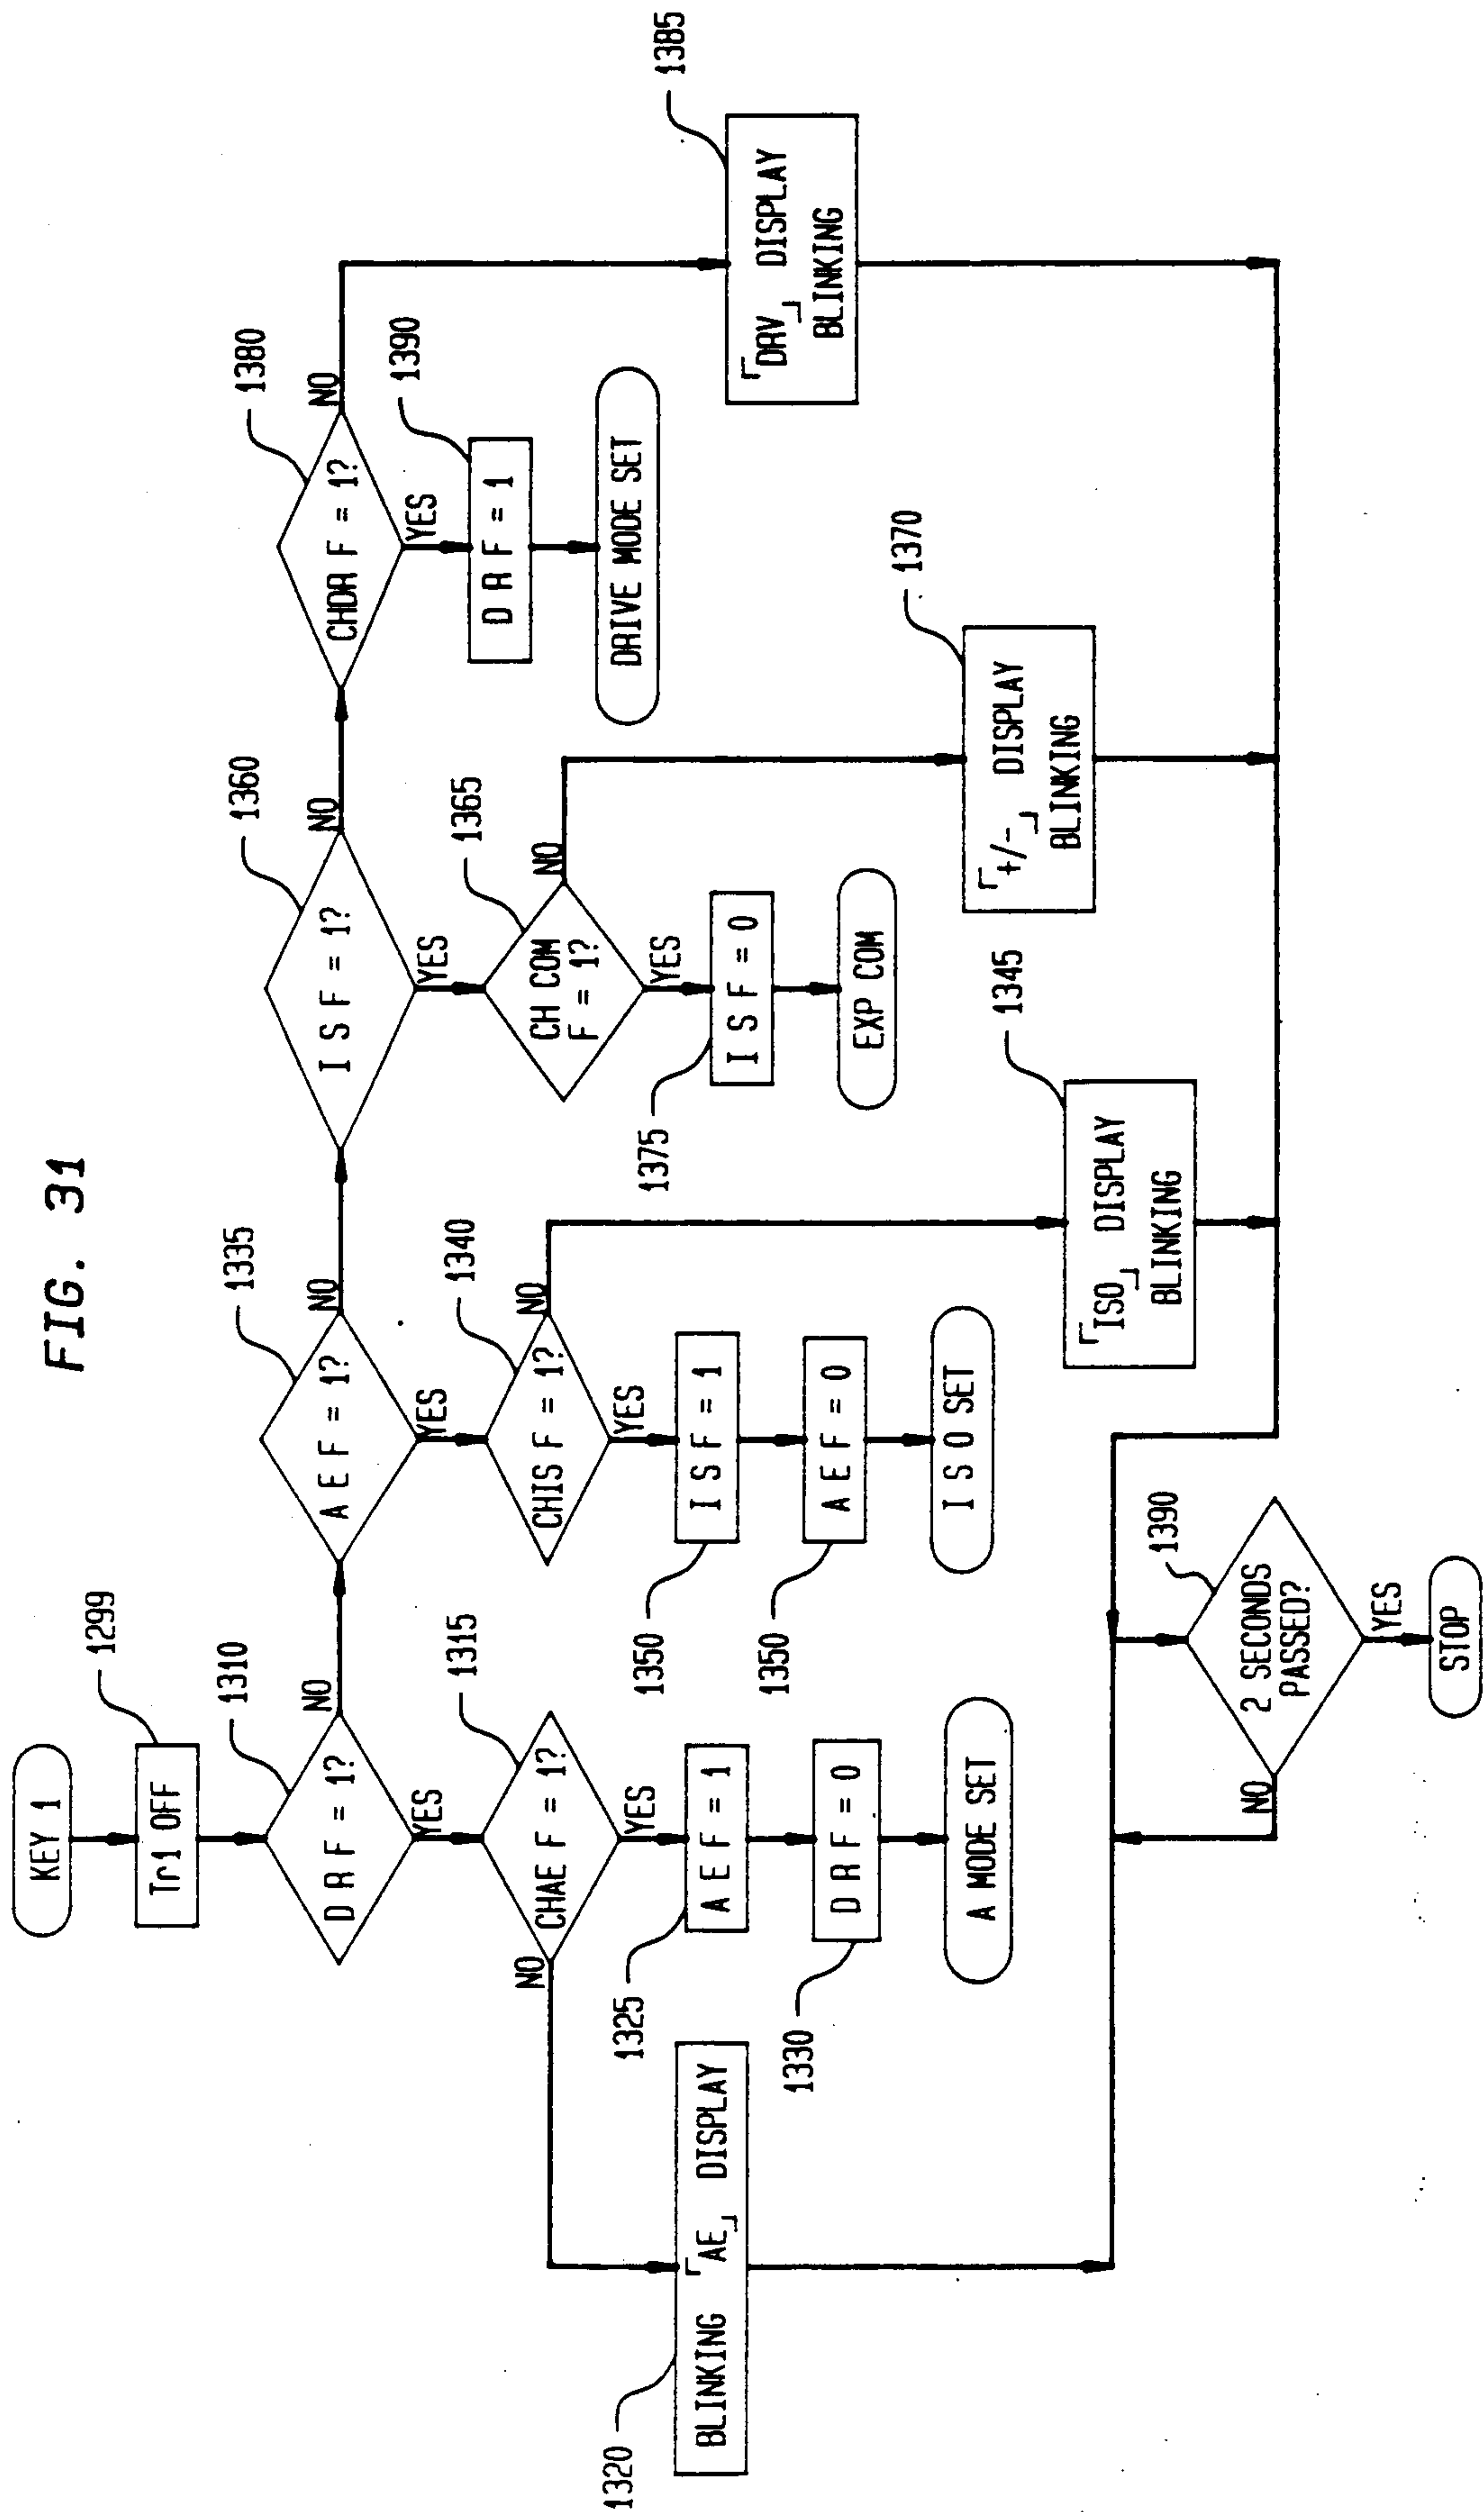 FIG. 31
KEY 1
Tr1 OFF
1299
D R F = 1?
1310
NO
YES
CHAE F = 1?
1315
NO
YES
BLINKING 「AE」 DISPLAY
1320
A E F = 1
1325
D R F = 0
1330
A MODE SET
A E F = 1?
1335
NO
YES
CHIS F = 1?
1340
NO
YES
I S F = 1
1350
A E F = 0
1350
I S O SET
「ISO」 DISPLAY
BLINKING
1345
I S F = 1?
1360
NO
YES
CH COM
F = 1?
1365
NO
YES
I S F = 0
1375
EXP COM
「+/-」 DISPLAY
BLINKING
1370
CHDR F = 1?
1380
NO
YES
D R F = 1
1390
DRIVE MODE SET
「DRV」 DISPLAY
BLINKING
1385
2 SECONDS
PASSED?
1390
NO
YES
STOP